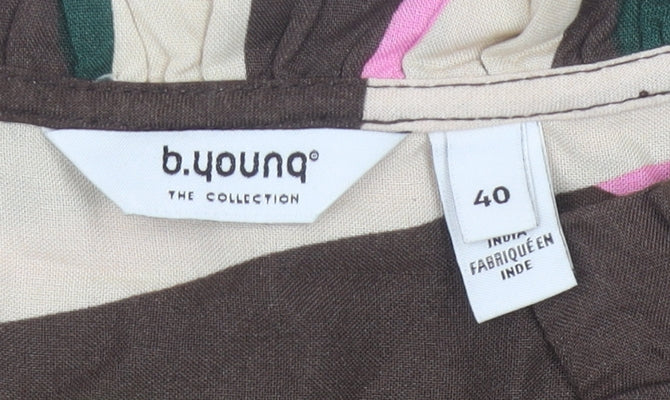 b.young®
THE COLLECTION
40
INDIA
FABRIQUÉ EN
INDE